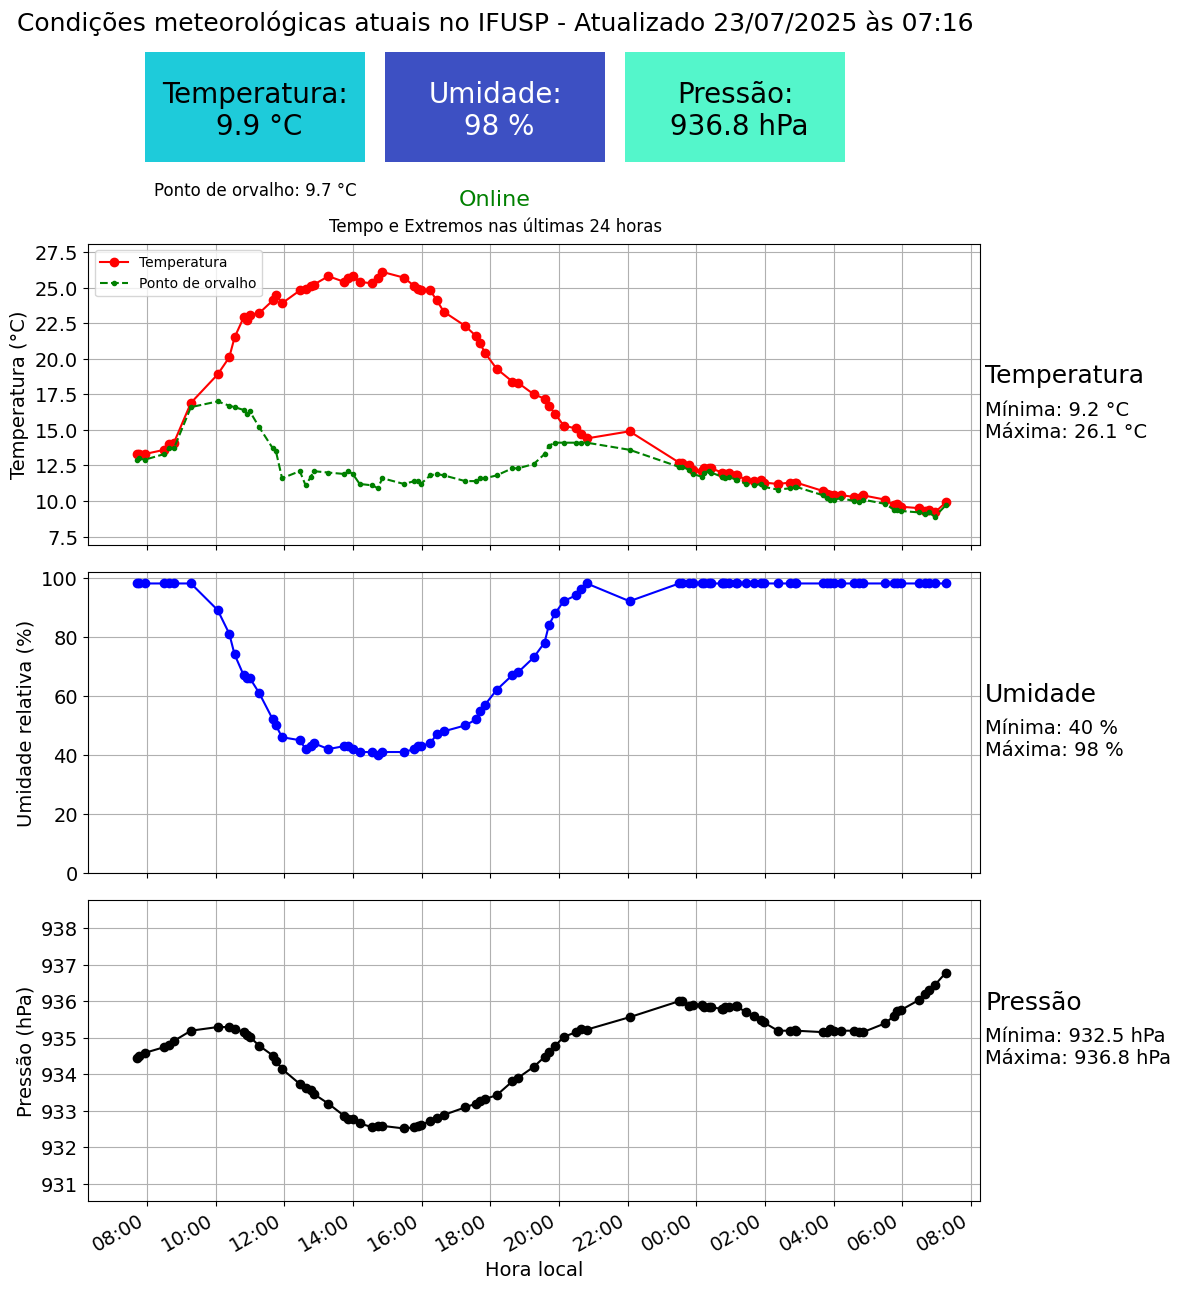 Condições meteorológicas atuais no IFUSP - Atualizado 23/07/2025 às 07:16
Temperatura:
9.9 °C
Umidade:
98 %
Pressão:
936.8 hPa
Ponto de orvalho: 9.7 °C
Online
Tempo e Extremos nas últimas 24 horas
Temperatura (°C)
27.5
25.0
22.5
20.0
17.5
15.0
12.5
10.0
7.5
Temperatura
Ponto de orvalho
Temperatura
Mínima: 9.2 °C
Máxima: 26.1 °C
Umidade relativa (%)
100
80
60
40
20
0
Umidade
Mínima: 40 %
Máxima: 98 %
Pressão (hPa)
938
937
936
935
934
933
932
931
Pressão
Mínima: 932.5 hPa
Máxima: 936.8 hPa
08:00 10:00 12:00 14:00 16:00 18:00 20:00 22:00 00:00 02:00 04:00 06:00 08:00
Hora local